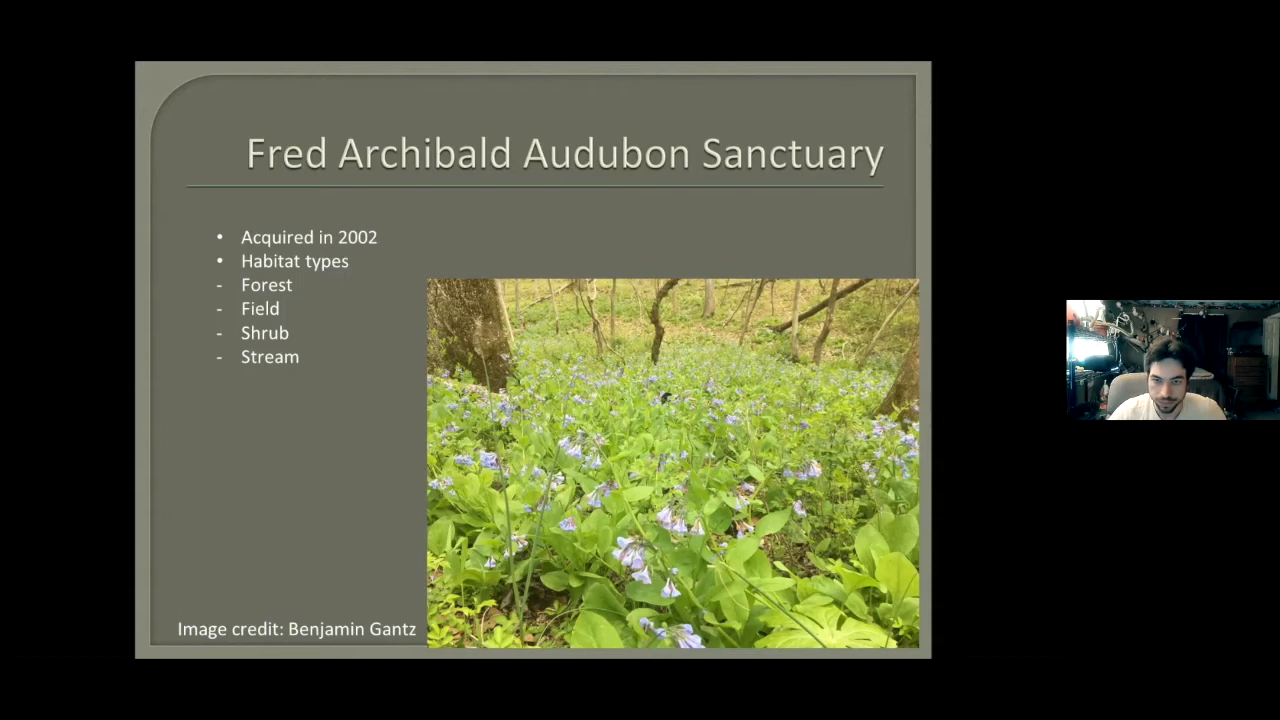 Fred Archibald Audubon Sanctuary
• Acquired in 2002
• Habitat types
- Forest
- Field
- Shrub
- Stream
Image credit: Benjamin Gantz